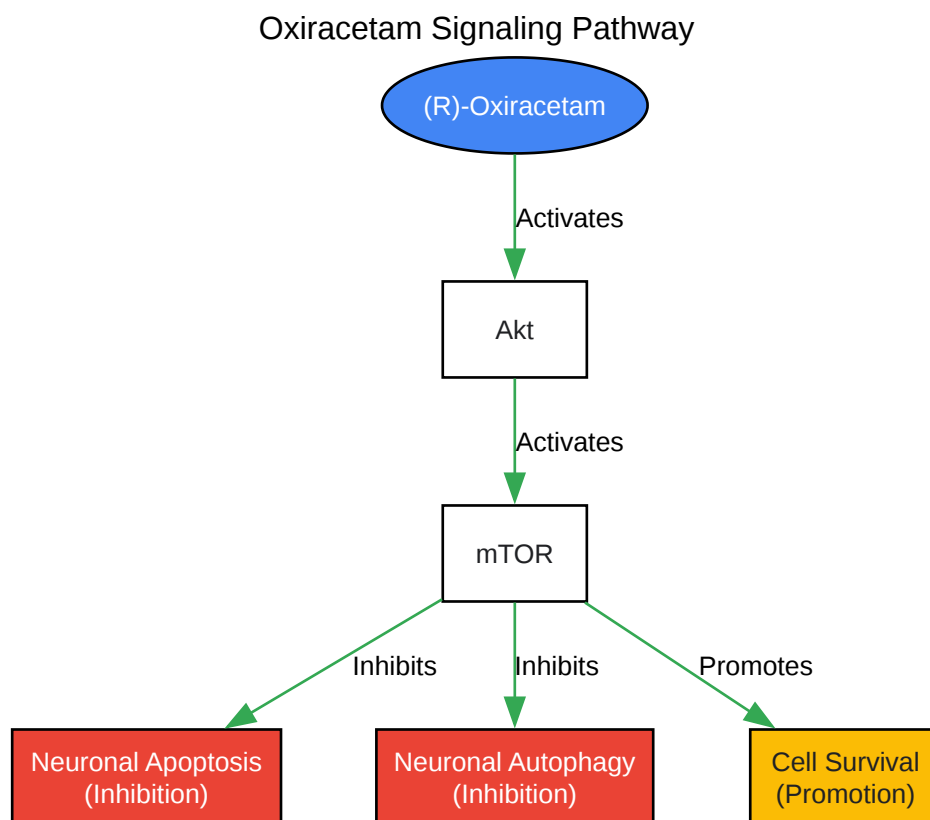 Oxiracetam Signaling Pathway
(R)-Oxiracetam
Activates
Akt
Activates
mTOR
Inhibits
Inhibits
Promotes
Neuronal Apoptosis
(Inhibition)
Neuronal Autophagy
(Inhibition)
Cell Survival
(Promotion)